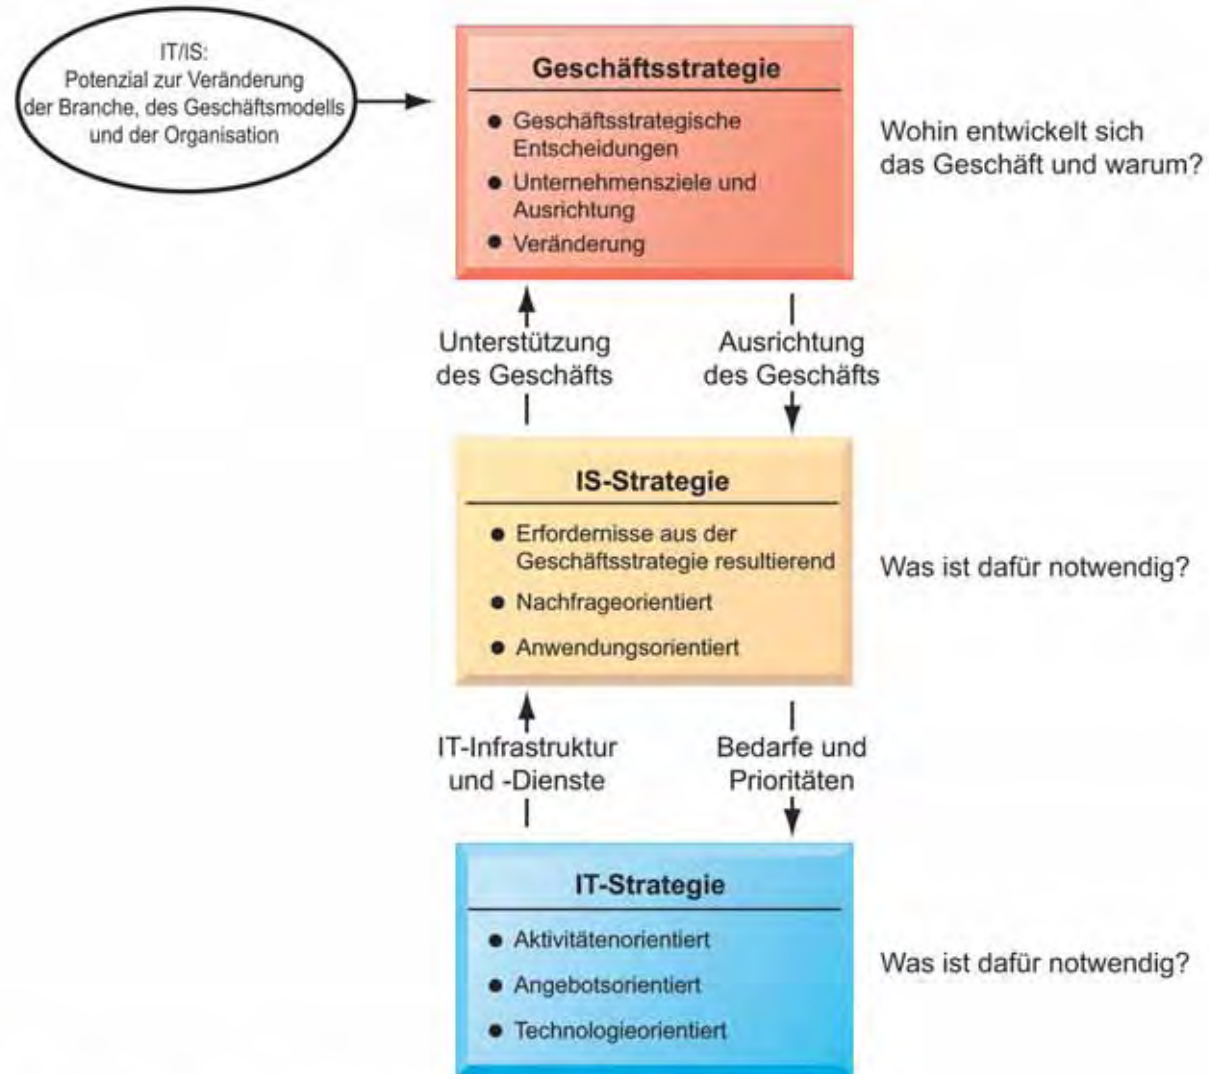 IT/IS:
Potenzial zur Veränderung
der Branche, des Geschäftsmodells
und der Organisation
Geschäftsstrategie
● Geschäftsstrategische
Entscheidungen
● Unternehmensziele und
Ausrichtung
● Veränderung
Wohin entwickelt sich
das Geschäft und warum?
Unterstützung
des Geschäfts
Ausrichtung
des Geschäfts
IS-Strategie
● Erfordernisse aus der
Geschäftsstrategie resultierend
● Nachfrageorientiert
● Anwendungsorientiert
Was ist dafür notwendig?
IT-Infrastruktur
und -Dienste
Bedarfe und
Prioritäten
IT-Strategie
● Aktivitätenorientiert
● Angebotsorientiert
● Technologieorientiert
Was ist dafür notwendig?